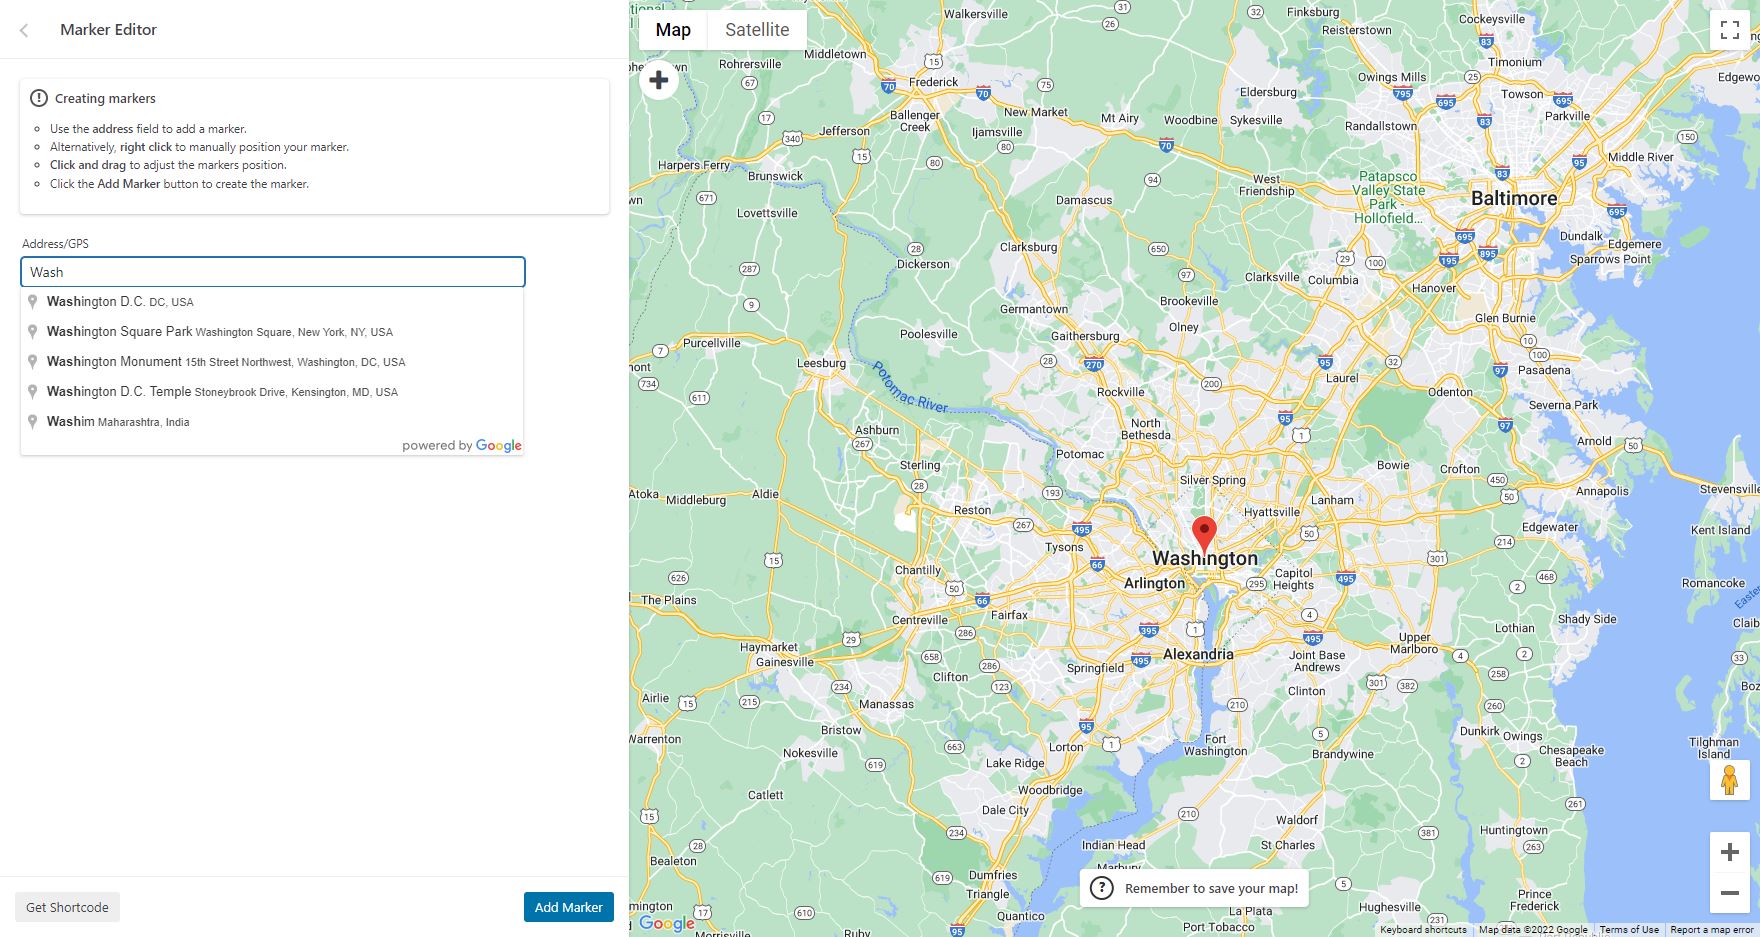 Marker Editor
Creating markers
Use the address field to add a marker.
Alternatively, right click to manually position your marker.
Click and drag to adjust the markers position.
Click the Add Marker button to create the marker.
Address/GPS
Wash
Washington D.C. DC, USA
Washington Square Park Washington Square, New York, NY, USA
Washington Monument 15th Street Northwest, Washington, DC, USA
Washington D.C. Temple Stoneybrook Drive, Kensington, MD, USA
Washim Maharashtra, India
powered by Google
Get Shortcode
Add Marker
Map
Satellite
Walkersville
Finksburg
Cockeysville
Reisterstown
Middletown
Rohrersville
Frederick
Timonium
Owings Mills
Towson
Eldersburg
Parkville
New Market
Mt Airy
Woodbine
Sykesville
Ballenger
Creek
Jefferson
Ijamsville
Randallstown
Middle River
Harpers Ferry
Brunswick
West
Friendship
Patapsco
Valley State
Park -
Hollofield...
Baltimore
Damascus
Lovettsville
Dundalk
Edgemere
Sparrows Point
Clarksburg
Dickerson
Clarksville
Columbia
Hanover
Brookeville
Germantown
Glen Burnie
Olney
Poolesville
Gaithersburg
Purcellville
Leesburg
Potomac River
Pasadena
Laurel
Rockville
Odenton
Severna Park
North
Bethesda
Ashburn
Arnold
Potomac
Sterling
Bowie
Crofton
Silver Spring
Annapolis
Atoka
Middleburg
Aldie
Lanham
Reston
Hyattsville
Edgewater
Kent Island
Tysons
Washington
Chantilly
Arlington
Capitol
Heights
Romancoke
The Plains
Fairfax
Centreville
Shady Side
Lothian
Haymarket
Gainesville
Upper
Marlboro
Alexandria
Joint Base
Andrews
Springfield
Clifton
Clinton
Airlie
Manassas
Bristow
Dunkirk
Owings
Fort
Washington
Chesapeake
Beach
Tilghman
Island
Nokesville
Lorton
Brandywine
Lake Ridge
Woodbridge
Catlett
Dale City
Waldorf
Huntingtown
Indian Head
St Charles
Bealeton
Dumfries
Triangle
Remember to save your map!
Prince
Frederick
Hughesville
La Plata
Quantico
Port Tobacco
Google
Keyboard shortcuts
Map data ©2022 Google
Terms of Use
Report a map error